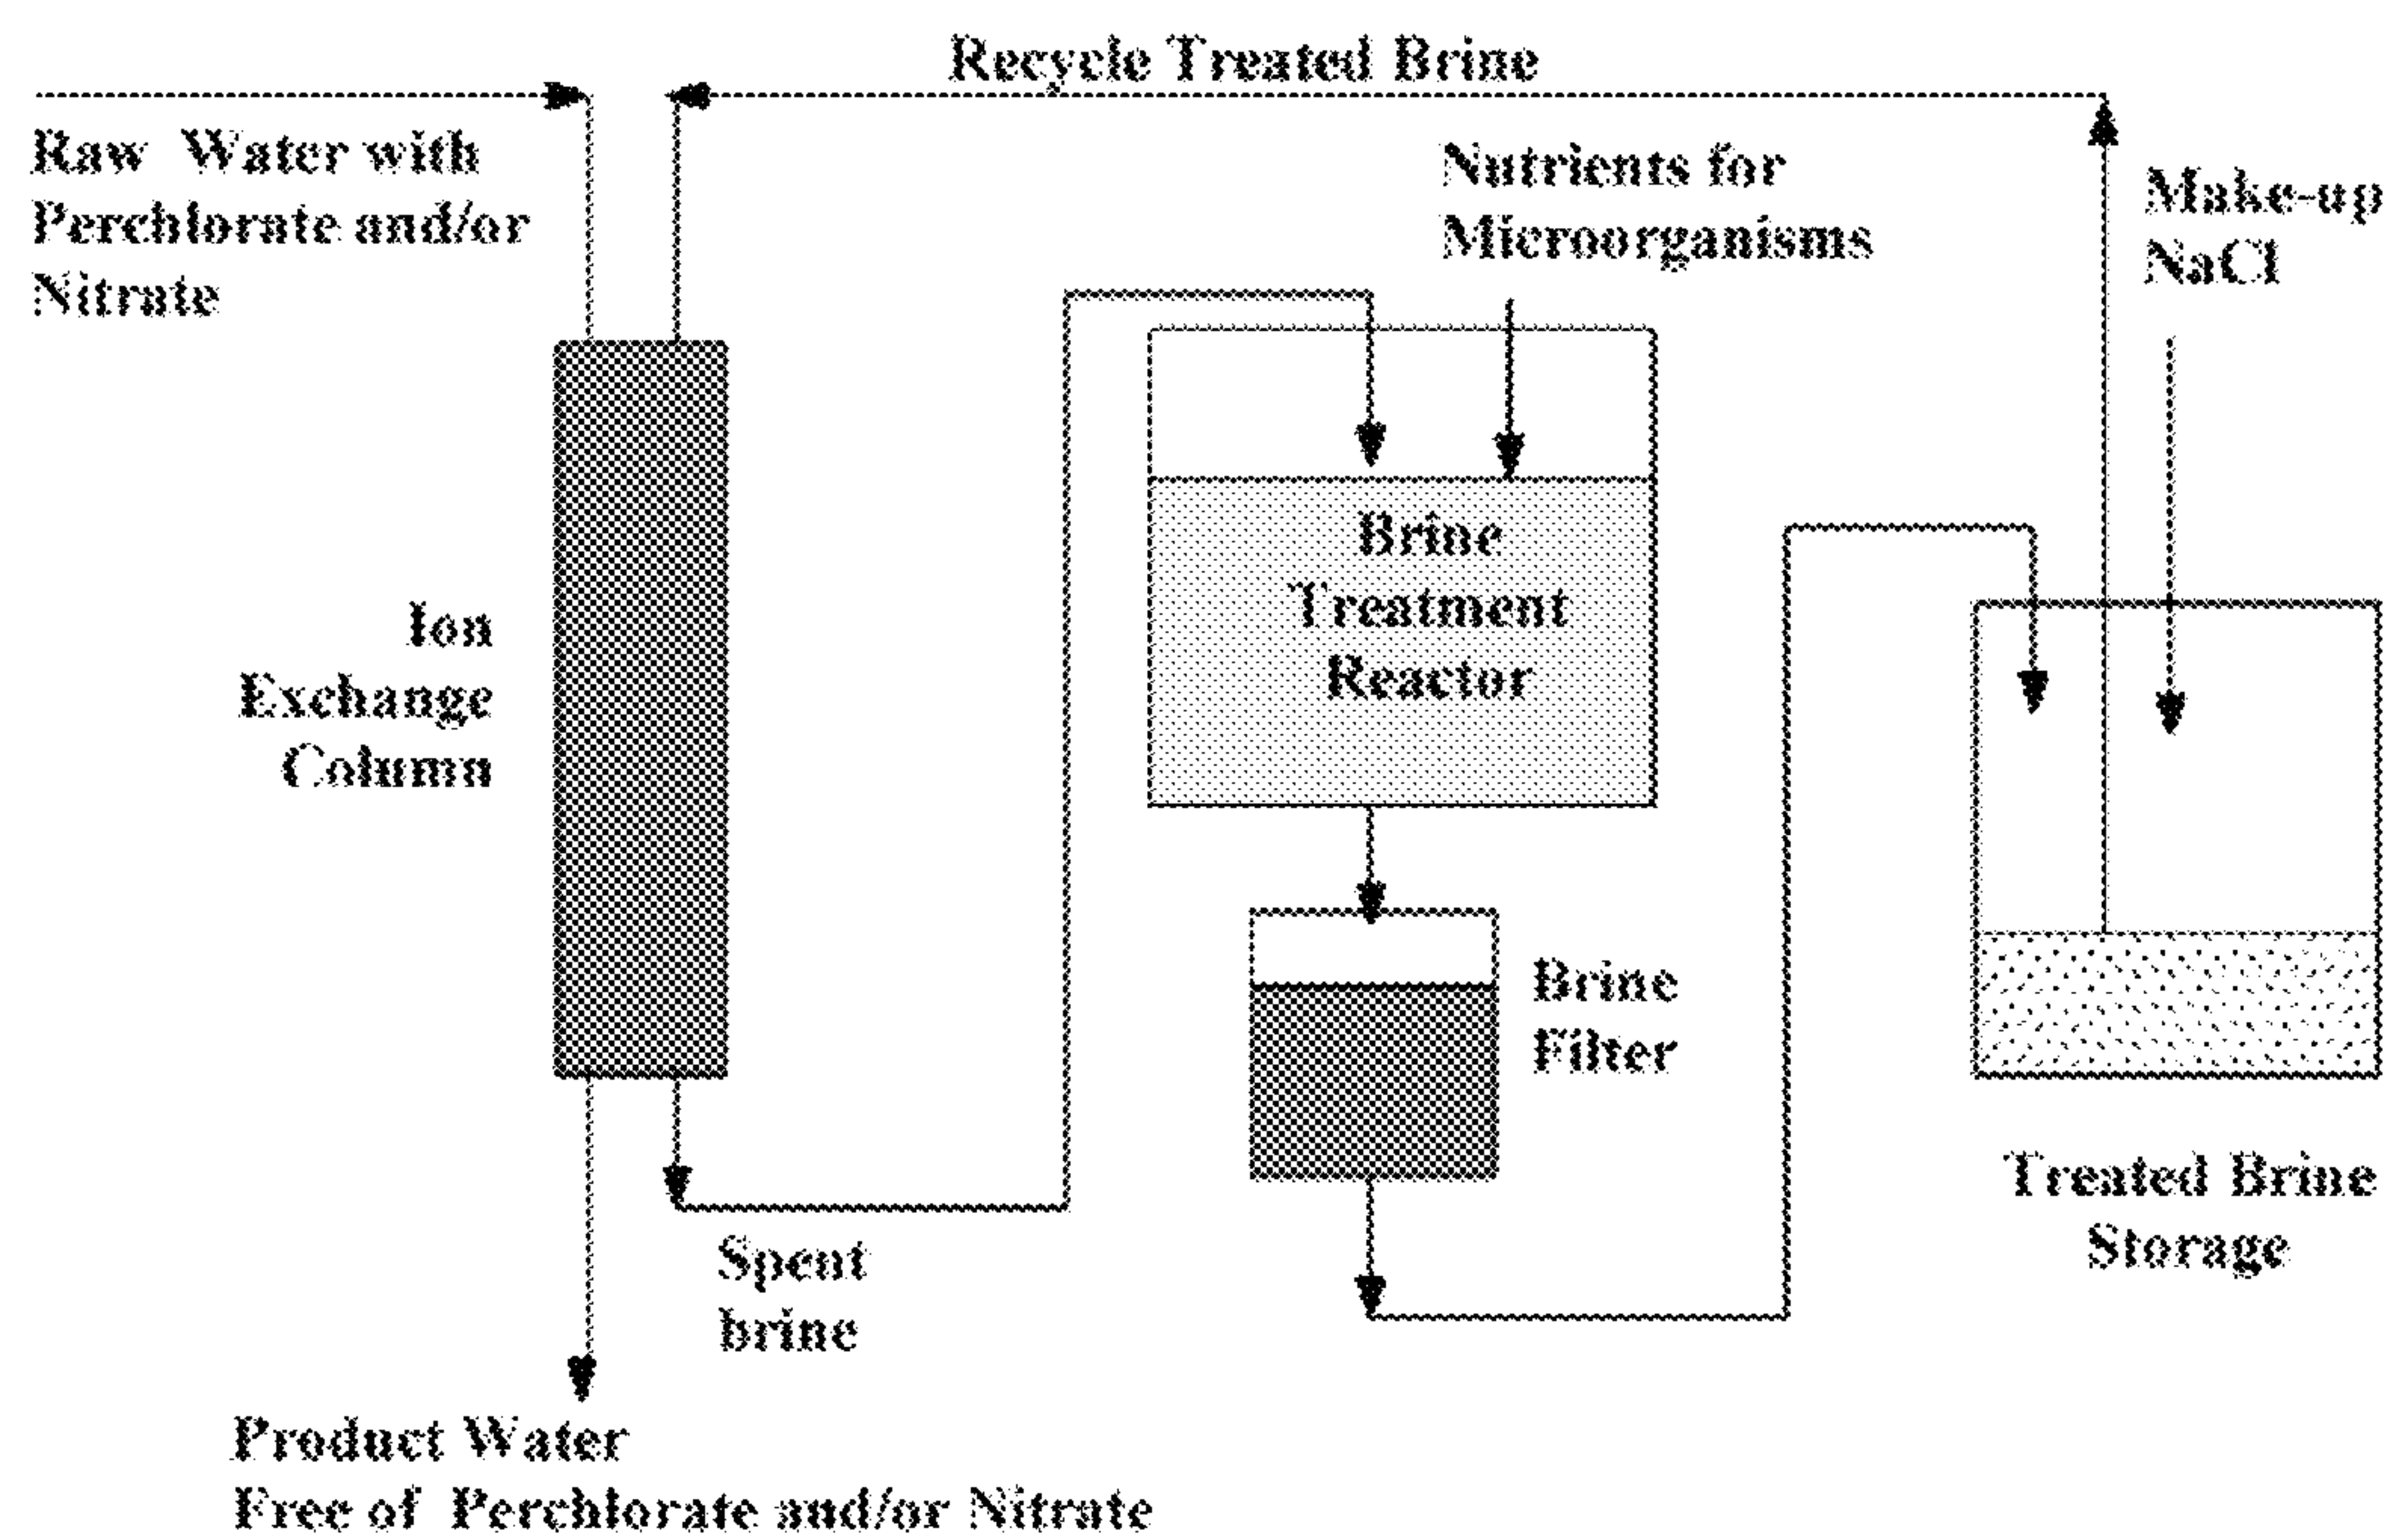 Recycle Treated Brine
Raw Water with
Perchlorate and/or
Nitrate
Nutrients for
Microorganisms
Make-up
NaCl
Ion
Exchange
Column
Brine
Treatment
Reactor
Brine
Filter
Treated Brine
Storage
Spent
brine
Product Water
Free of Perchlorate and/or Nitrate